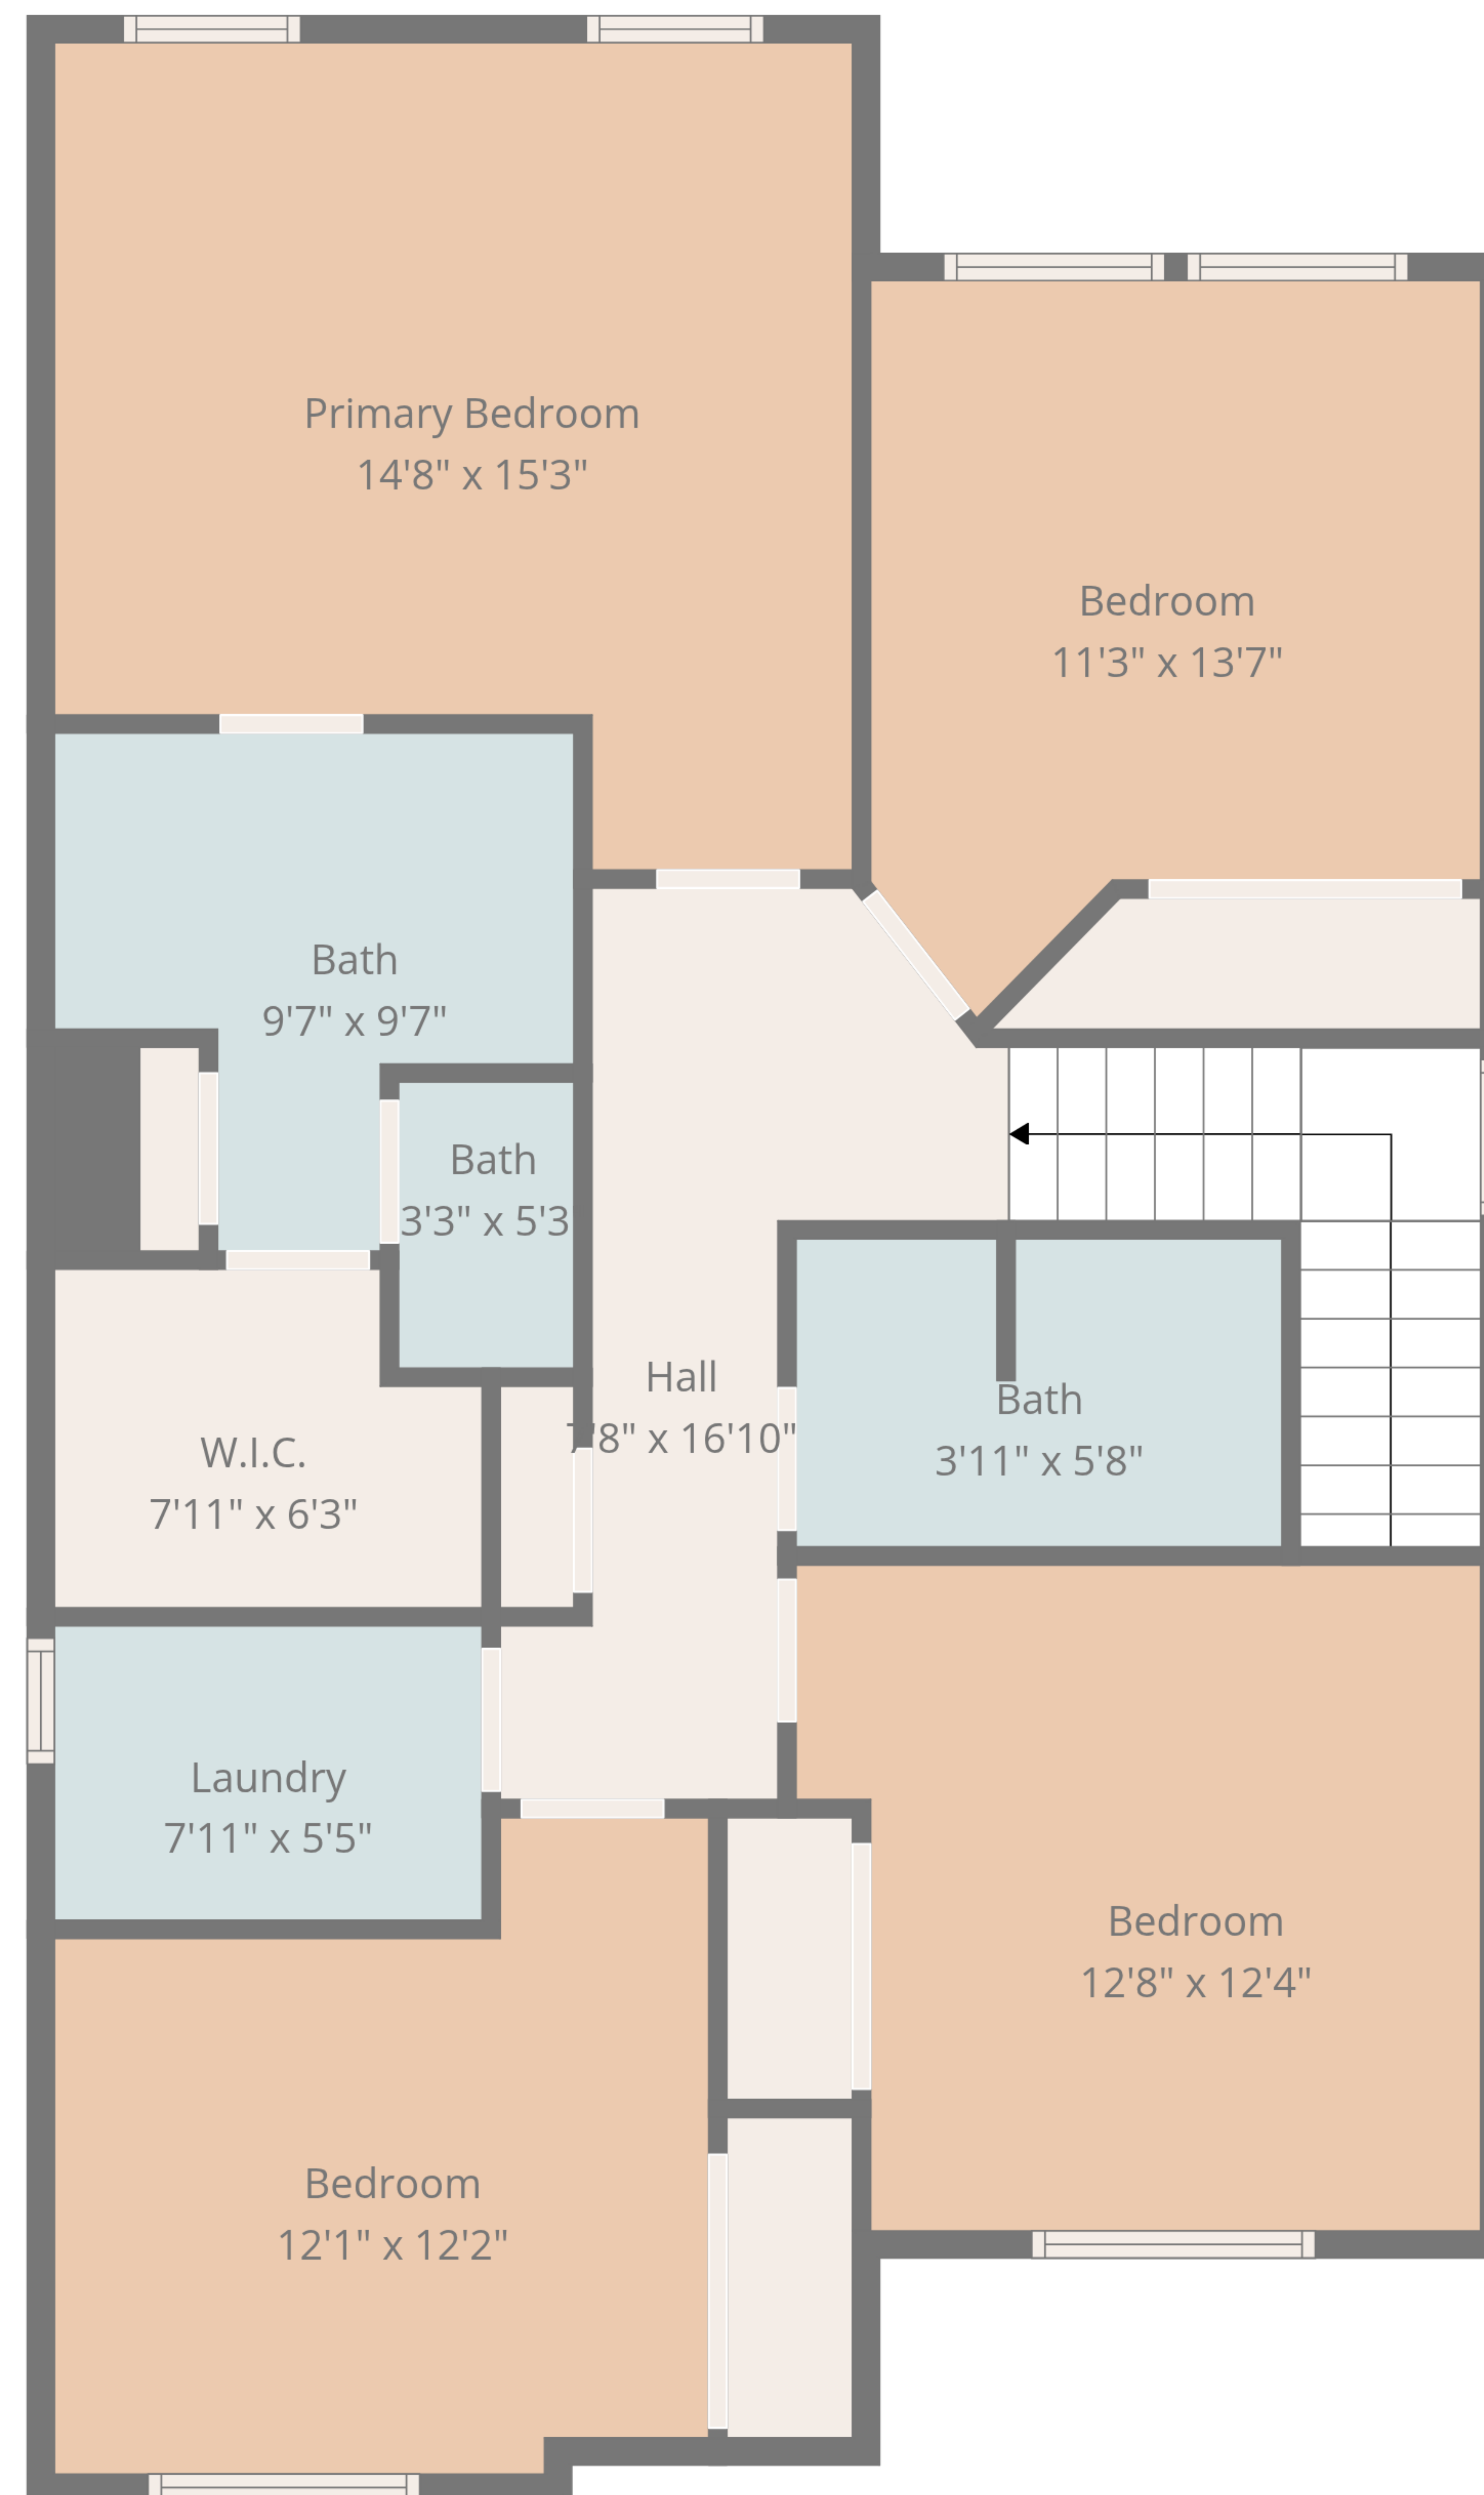 Primary Bedroom
14'8" x 15'3"
Bedroom
11'3" x 13'7"
Bath
9'7" x 9'7"
Bath
3'3" x 5'3
Hall
7'8" x 16'10"
Bath
3'11" x 5'8"
W.I.C.
7'11" x 6'3"
Laundry
7'11" x 5'5"
Bedroom
12'8" x 12'4"
Bedroom
12'1" x 12'2"